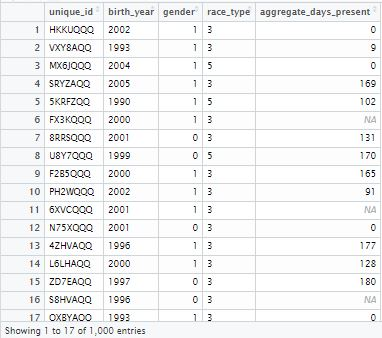 unique_id birth_year gender race_type aggregate_days_present
1 HKKUQQQ 2002 1 3 0
2 VXY8AQQ 1993 1 3 9
3 MX6JQQQ 2004 1 5 0
4 SRYZAQQ 2005 1 3 169
5 5KRFZQQ 1990 1 5 102
6 FX3KQQQ 2000 1 3 NA
7 8RRSQQQ 2001 0 3 131
8 U8Y7QQQ 1999 0 5 170
9 F2B5QQQ 2000 1 3 165
10 PH2WQQQ 2002 1 3 91
11 6XVCQQQ 2001 1 3 NA
12 N75XQQQ 2001 0 3 0
13 4ZHVAQQ 1996 1 3 177
14 L6LHAQQ 2000 1 3 128
15 ZD7EAQQ 1997 0 3 180
16 S8HVAQQ 1996 0 3 NA
17 OXBYAQQ 1993 1 3 0
Showing 1 to 17 of 1,000 entries